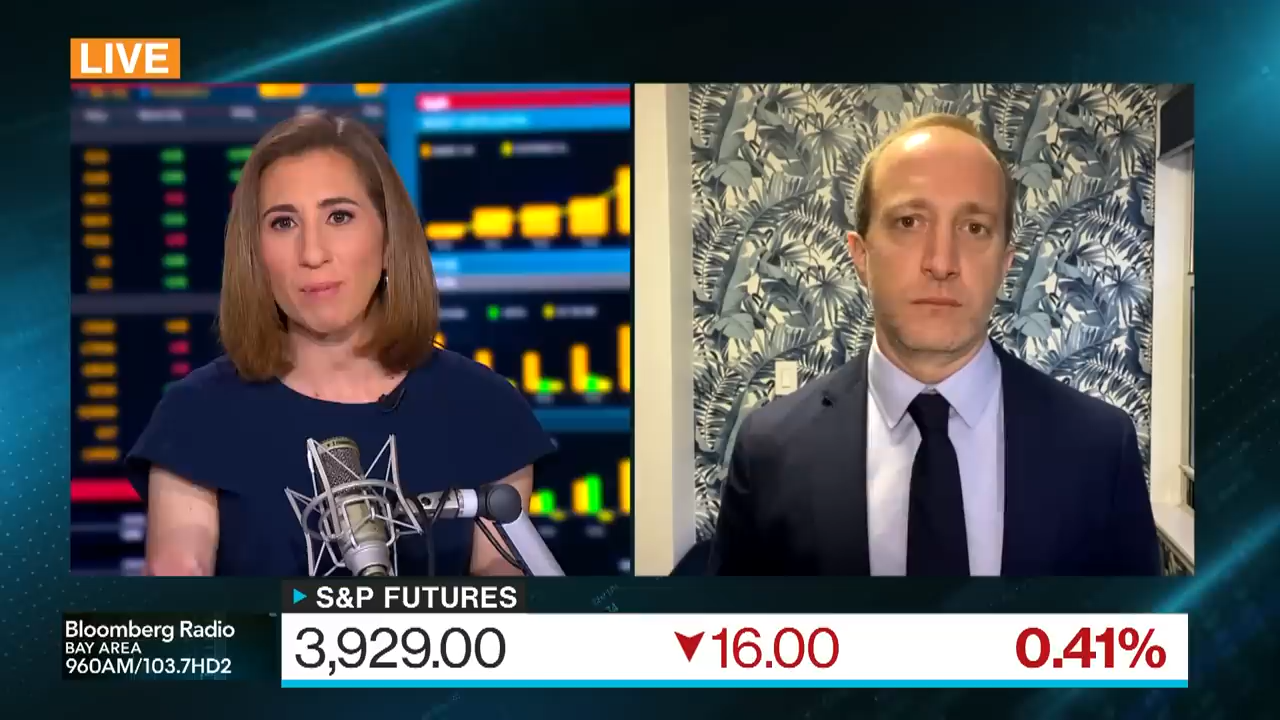 LIVE
S&P FUTURES
Bloomberg Radio
BAY AREA
960AM/103.7HD2
3,929.00 16.00 0.41%